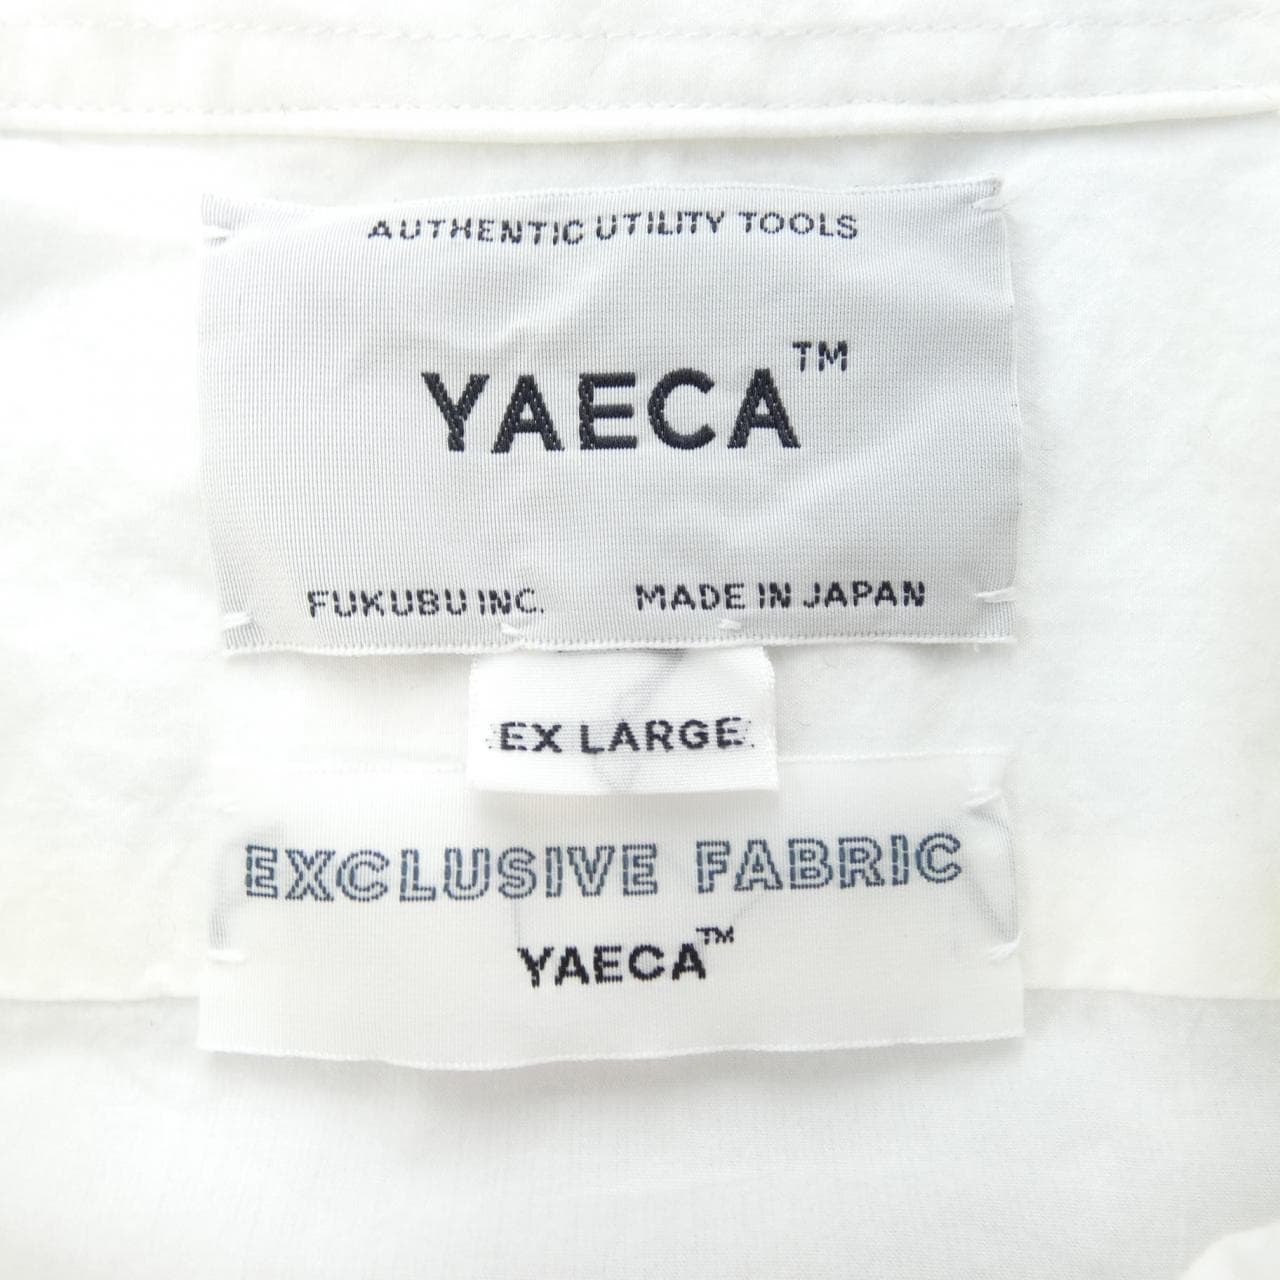 AUTHENTIC UTILITY TOOLS
YAECA™
FUKUBU INC. MADE IN JAPAN
EX LARGE
EXCLUSIVE FABRIC
YAECA™